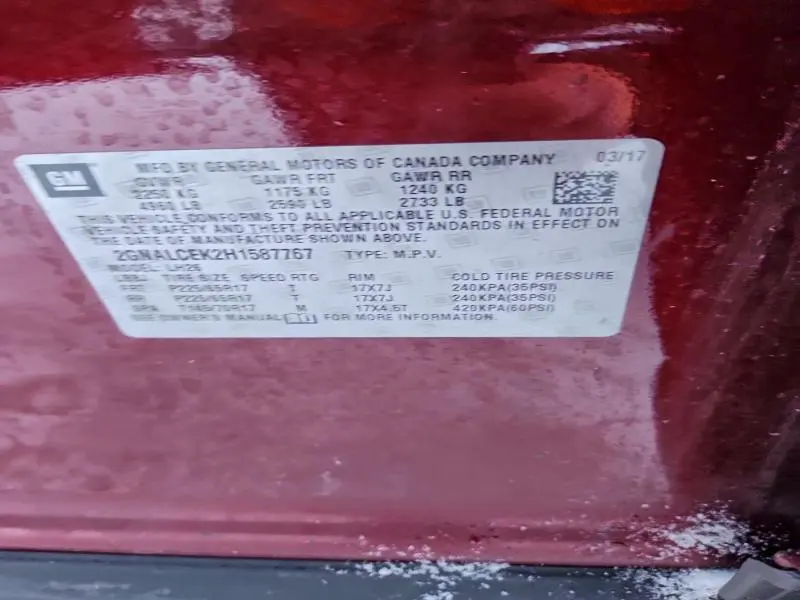 GM
MFD BY GENERAL MOTORS OF CANADA COMPANY 03/17
GVWR GAWR FRT GAWR RR
2250 KG 1175 KG 1240 KG
4960 LB 2590 LB 2733 LB
THIS VEHICLE CONFORMS TO ALL APPLICABLE U.S. FEDERAL MOTOR
VEHICLE SAFETY AND THEFT PREVENTION STANDARDS IN EFFECT ON
THE DATE OF MANUFACTURE SHOWN ABOVE.
2GNALCEK2H1587767 TYPE: M.P.V.
MODEL: LH26
TIRE SIZE SPEED RTG RIM COLD TIRE PRESSURE
FRT P225/65R17 T 17X7J 240KPA(35PSI)
RR P225/65R17 T 17X7J 240KPA(35PSI)
SPA T145/70R17 M 17X4.5T 420KPA(60PSI)
SEE OWNER'S MANUAL FOR MORE INFORMATION.